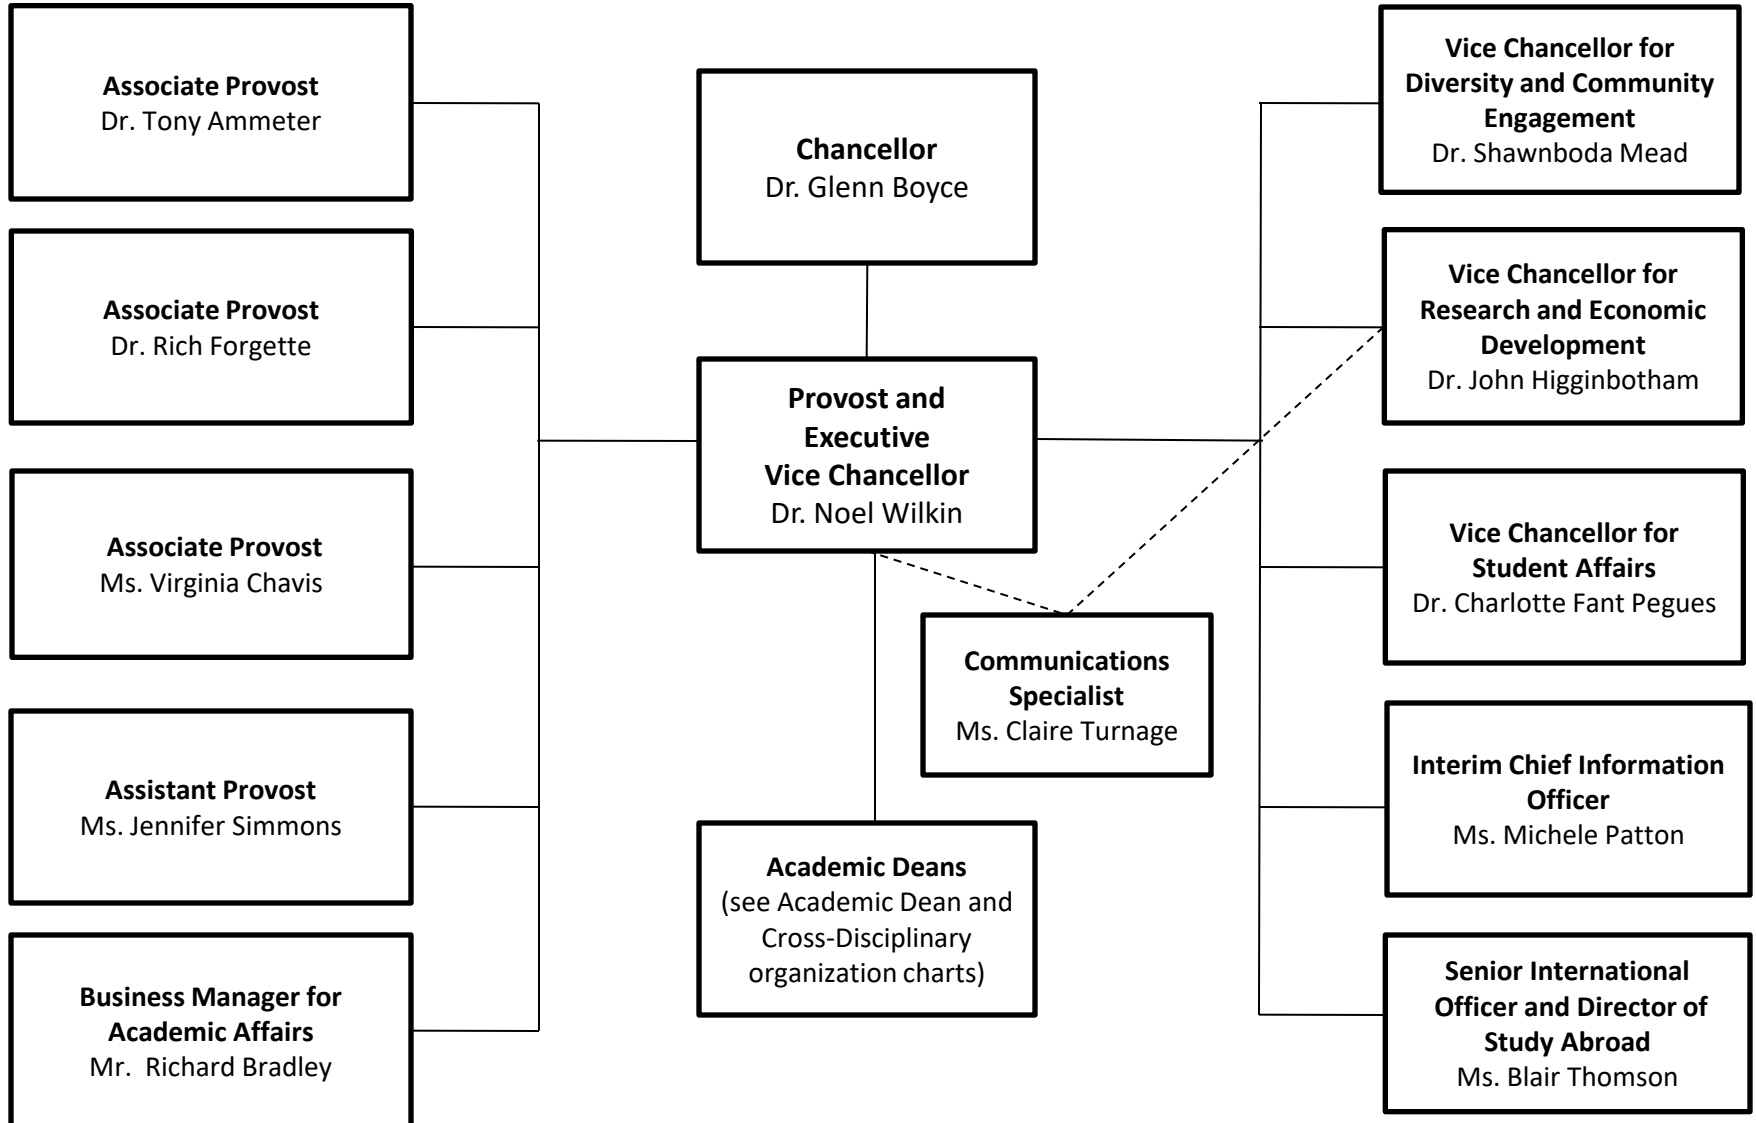 Associate Provost
Dr. Tony Ammeter
Associate Provost
Dr. Rich Forgette
Associate Provost
Ms. Virginia Chavis
Assistant Provost
Ms. Jennifer Simmons
Business Manager for
Academic Affairs
Mr.  Richard Bradley
Chancellor
Dr. Glenn Boyce
Provost and
Executive
Vice Chancellor
Dr. Noel Wilkin
Communications
Specialist
Ms. Claire Turnage
Academic Deans
(see Academic Dean and
Cross-Disciplinary
organization charts)
Vice Chancellor for
Diversity and Community
Engagement
Dr. Shawnboda Mead
Vice Chancellor for
Research and Economic
Development
Dr. John Higginbotham
Vice Chancellor for
Student Affairs
Dr. Charlotte Fant Pegues
Interim Chief Information
Officer
Ms. Michele Patton
Senior International
Officer and Director of
Study Abroad
Ms. Blair Thomson